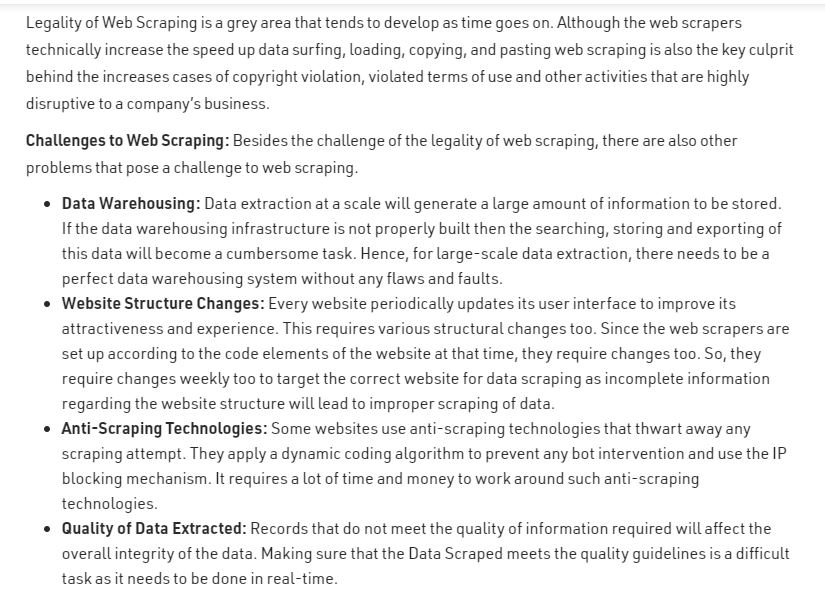 Legality of Web Scraping is a grey area that tends to develop as time goes on. Although the web scrapers
technically increase the speed up data surfing, loading, copying, and pasting web scraping is also the key culprit
behind the increases cases of copyright violation, violated terms of use and other activities that are highly
disruptive to a company's business.
Challenges to Web Scraping: Besides the challenge of the legality of web scraping, there are also other
problems that pose a challenge to web scraping.
• Data Warehousing: Data extraction at a scale will generate a large amount of information to be stored.
If the data warehousing infrastructure is not properly built then the searching, storing and exporting of
this data will become a cumbersome task. Hence, for large-scale data extraction, there needs to be a
perfect data warehousing system without any flaws and faults.
• Website Structure Changes: Every website periodically updates its user interface to improve its
attractiveness and experience. This requires various structural changes too. Since the web scrapers are
set up according to the code elements of the website at that time, they require changes too. So, they
require changes weekly too to target the correct website for data scraping as incomplete information
regarding the website structure will lead to improper scraping of data.
• Anti-Scraping Technologies: Some websites use anti-scraping technologies that thwart away any
scraping attempt. They apply a dynamic coding algorithm to prevent any bot intervention and use the IP
blocking mechanism. It requires a lot of time and money to work around such anti-scraping
technologies.
• Quality of Data Extracted: Records that do not meet the quality of information required will affect the
overall integrity of the data. Making sure that the Data Scraped meets the quality guidelines is a difficult
task as it needs to be done in real-time.